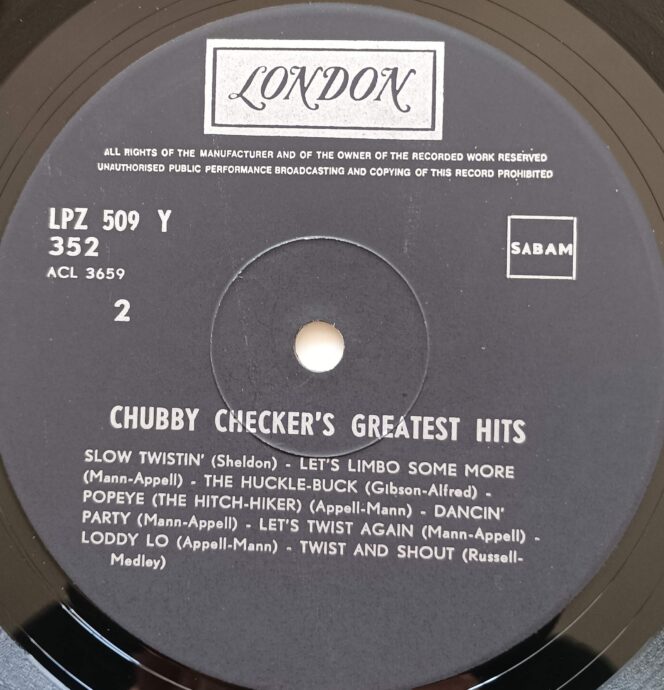 LONDON
ALL RIGHTS OF THE MANUFACTURER AND OF THE OWNER OF THE RECORDED WORK RESERVED
UNAUTHORISED PUBLIC PERFORMANCE BROADCASTING AND COPYING OF THIS RECORD PROHIBITED
LPZ 509 Y
352
ACL 3659
SABAM
2
CHUBBY CHECKER'S GREATEST HITS
SLOW TWISTIN' (Sheldon) - LET'S LIMBO SOME MORE
(Mann-Appell) - THE HUCKLE-BUCK (Gibson-Alfred) -
POPEYE (THE HITCH-HIKER) (Appell-Mann) - DANCIN'
PARTY (Mann-Appell) - LET'S TWIST AGAIN (Mann-Appell) -
LODDY LO (Appell-Mann) - TWIST AND SHOUT (Russell-
Medley)